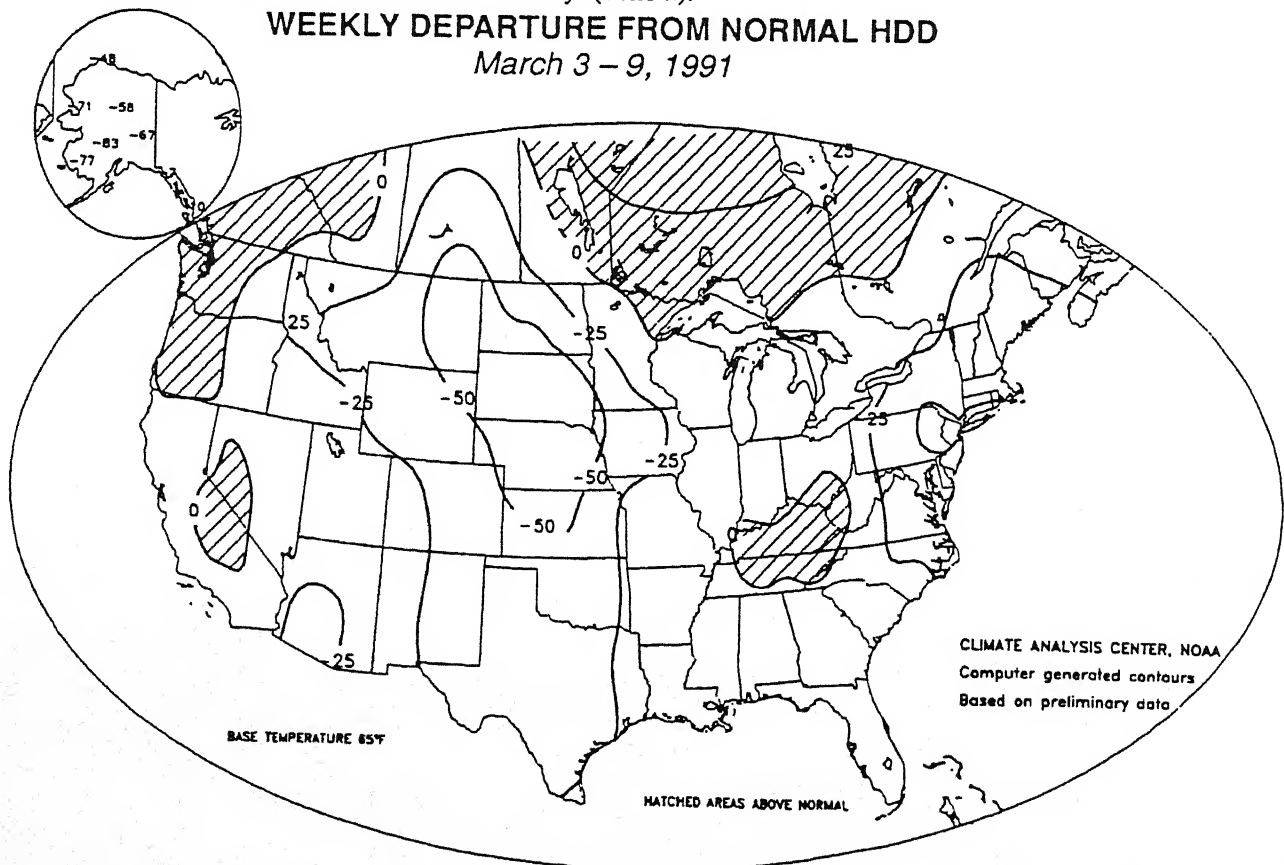 WEEKLY DEPARTURE FROM NORMAL HDD
March 3 – 9, 1991
-48
71 -58
-67
-83
-77
0
25
0
0
25
-25
-25
-50
25
-25
-50
0
-50
25
CLIMATE ANALYSIS CENTER, NOAA
Computer generated contours
Based on preliminary data
BASE TEMPERATURE 65°F
HATCHED AREAS ABOVE NORMAL